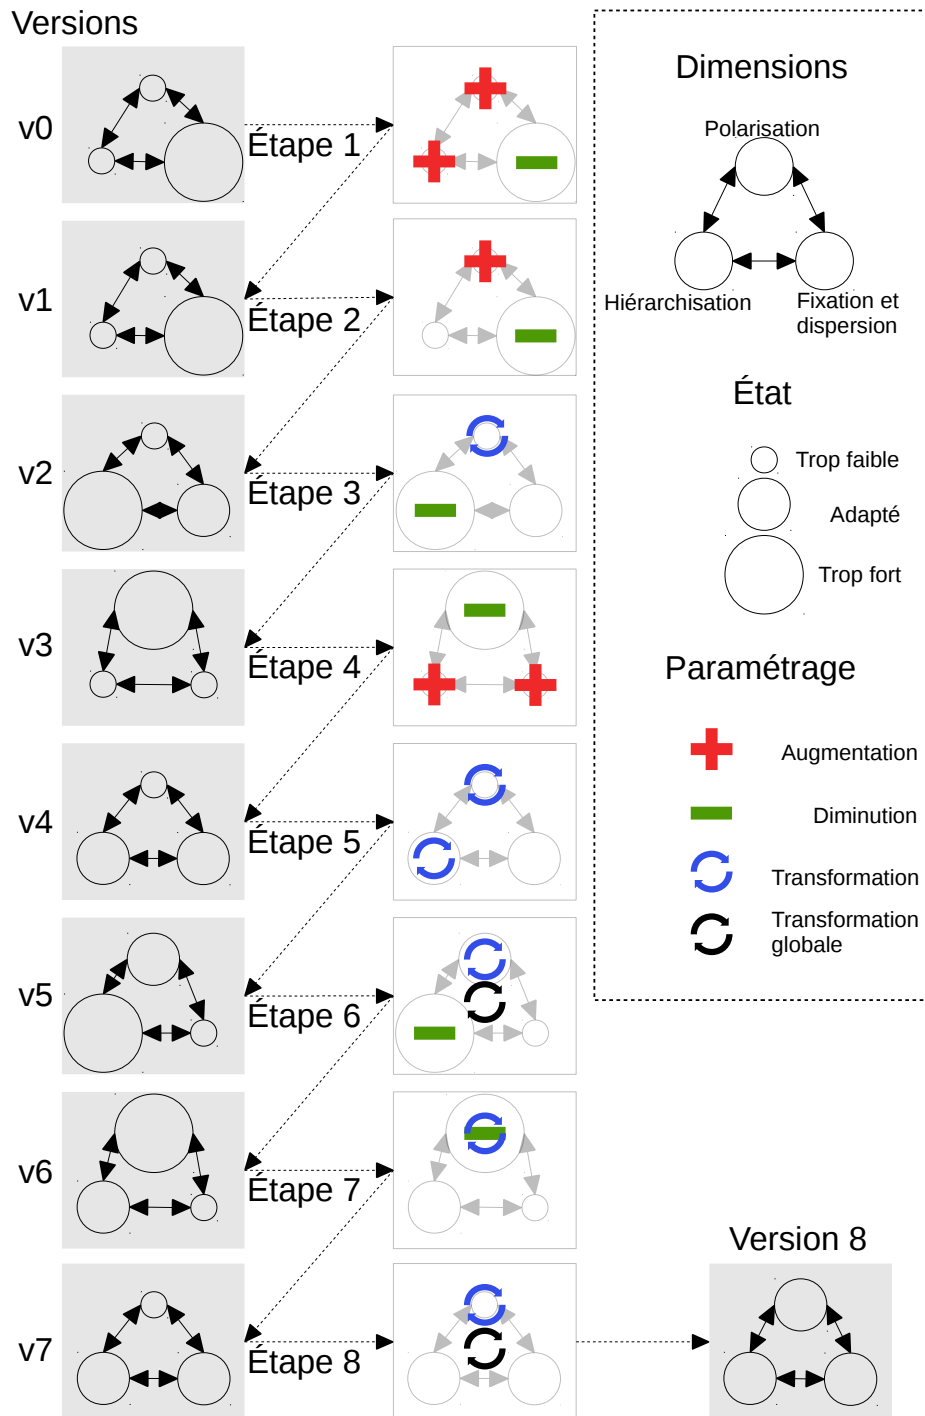 Versions
v0
Étape 1
v1
Étape 2
v2
Étape 3
v3
Étape 4
v4
Étape 5
v5
Étape 6
v6
Étape 7
v7
Étape 8
Dimensions
Polarisation
Hiérarchisation
Fixation et
dispersion
État
Trop faible
Adapté
Trop fort
Paramétrage
Augmentation
Diminution
Transformation
Transformation
globale
Version 8